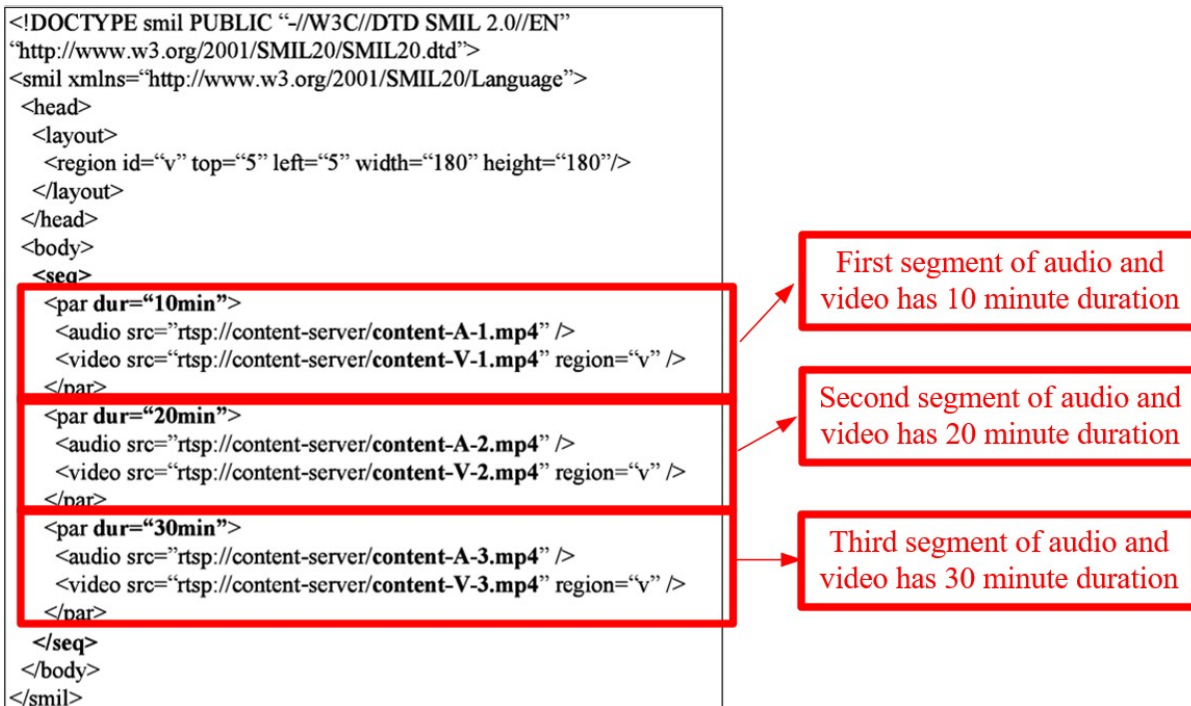 <!DOCTYPE smil PUBLIC “-//W3C//DTD SMIL 2.0//EN”
“http://www.w3.org/2001/SMIL20/SMIL20.dtd”>
<smil xmlns=“http://www.w3.org/2001/SMIL20/Language”>
<head>
<layout>
<region id=“v” top=“5” left=“5” width=“180” height=“180”/>
</layout>
</head>
<body>
<seq>
<par dur=“10min”>
<audio src=“rtsp://content-server/content-A-1.mp4” />
<video src=“rtsp://content-server/content-V-1.mp4” region=“v” />
</par>
<par dur=“20min”>
<audio src=“rtsp://content-server/content-A-2.mp4” />
<video src=“rtsp://content-server/content-V-2.mp4” region=“v” />
</par>
<par dur=“30min”>
<audio src=“rtsp://content-server/content-A-3.mp4” />
<video src=“rtsp://content-server/content-V-3.mp4” region=“v” />
</par>
</seq>
</body>
</smil>
First segment of audio and
video has 10 minute duration
Second segment of audio and
video has 20 minute duration
Third segment of audio and
video has 30 minute duration